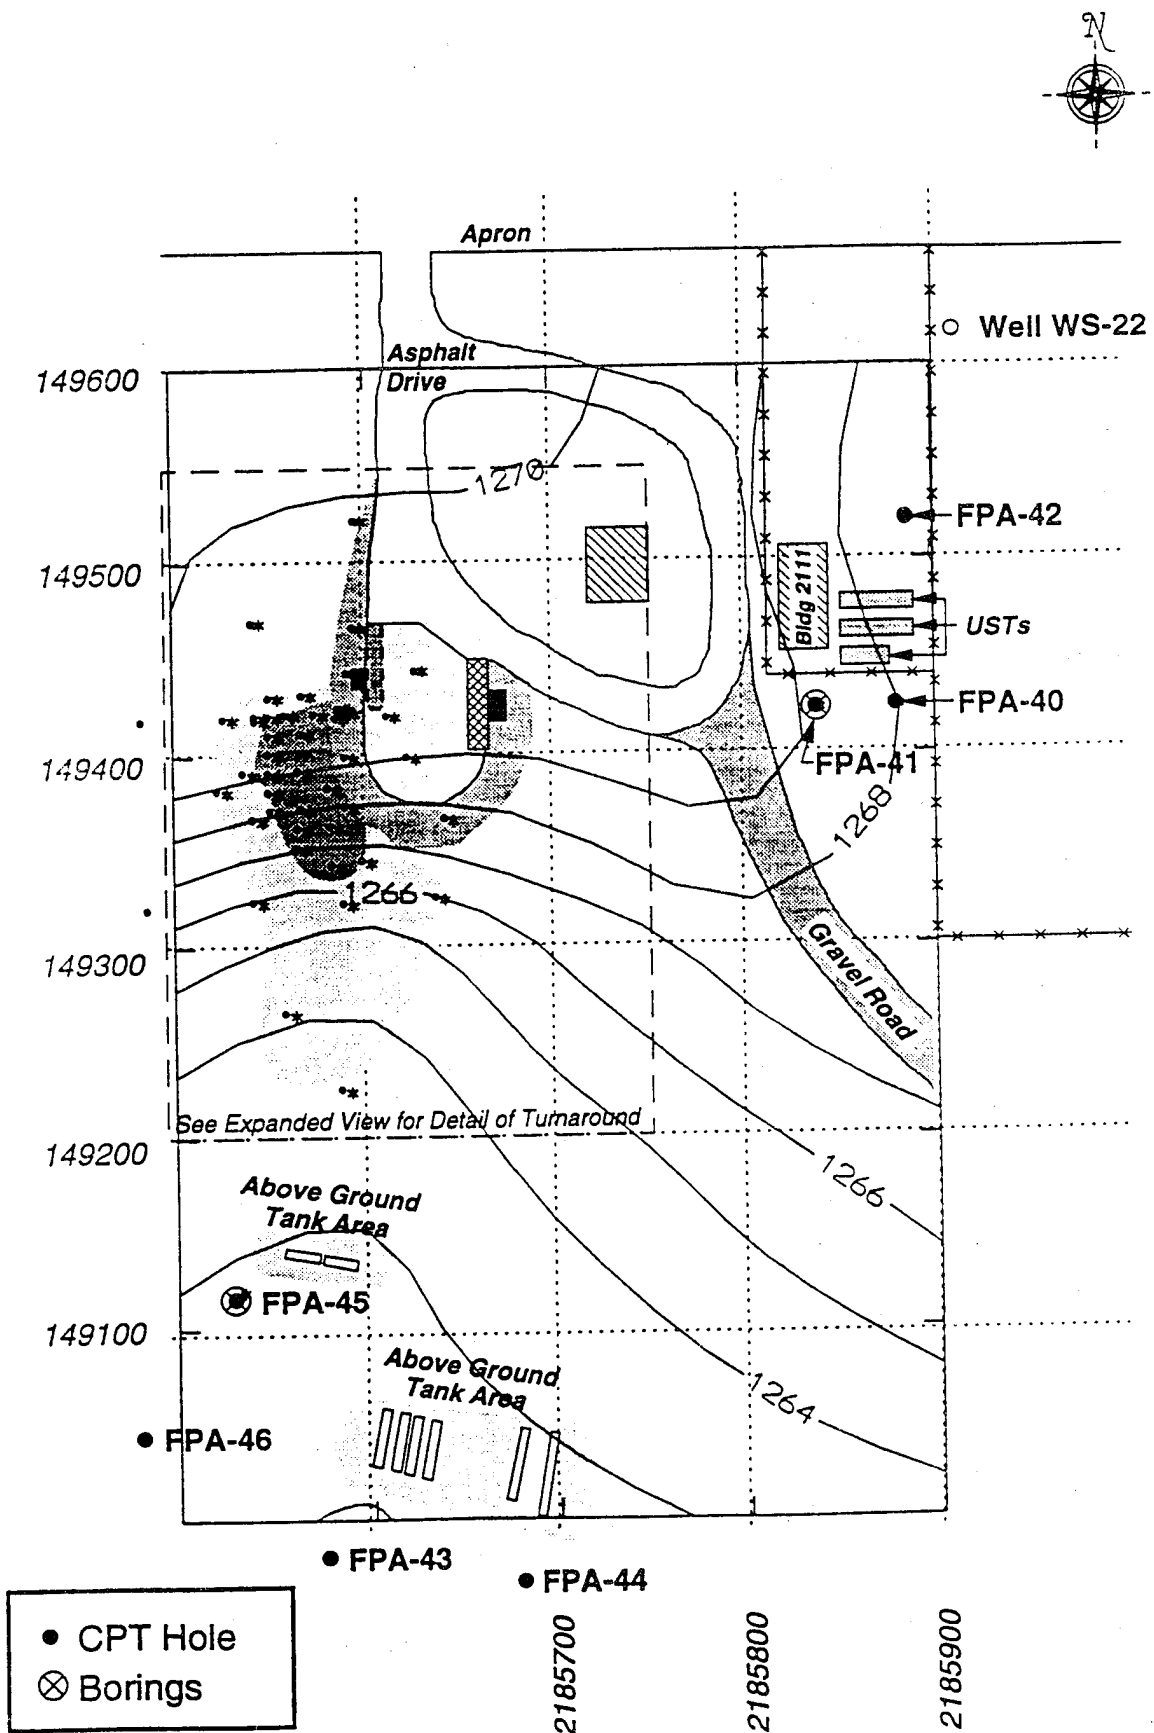 N
Apron
Well WS-22
Asphalt
Drive
149600
1270
FPA-42
149500
Bldg 2111
USTs
FPA-40
149400
FPA-41
1268
1266
149300
Gravel Road
See Expanded View for Detail of Turnaround
149200
1266
Above Ground
Tank Area
FPA-45
149100
Above Ground
Tank Area
1264
FPA-46
FPA-43
FPA-44
CPT Hole
Borings
2185700
2185800
2185900